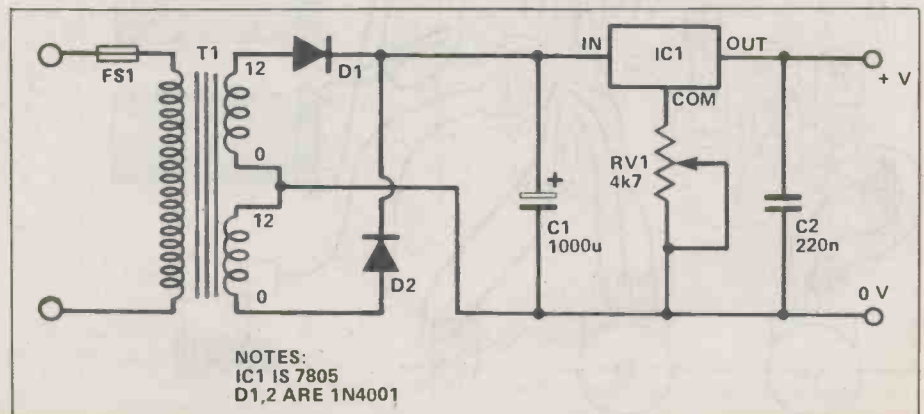 FS1
T1
12
0
12
0
D1
D2
+
C1
1000u
IN
IC1
OUT
COM
RV1
4k7
C2
220n
+ V
0 V
NOTES:
IC1 IS 7805
D1,2 ARE 1N4001